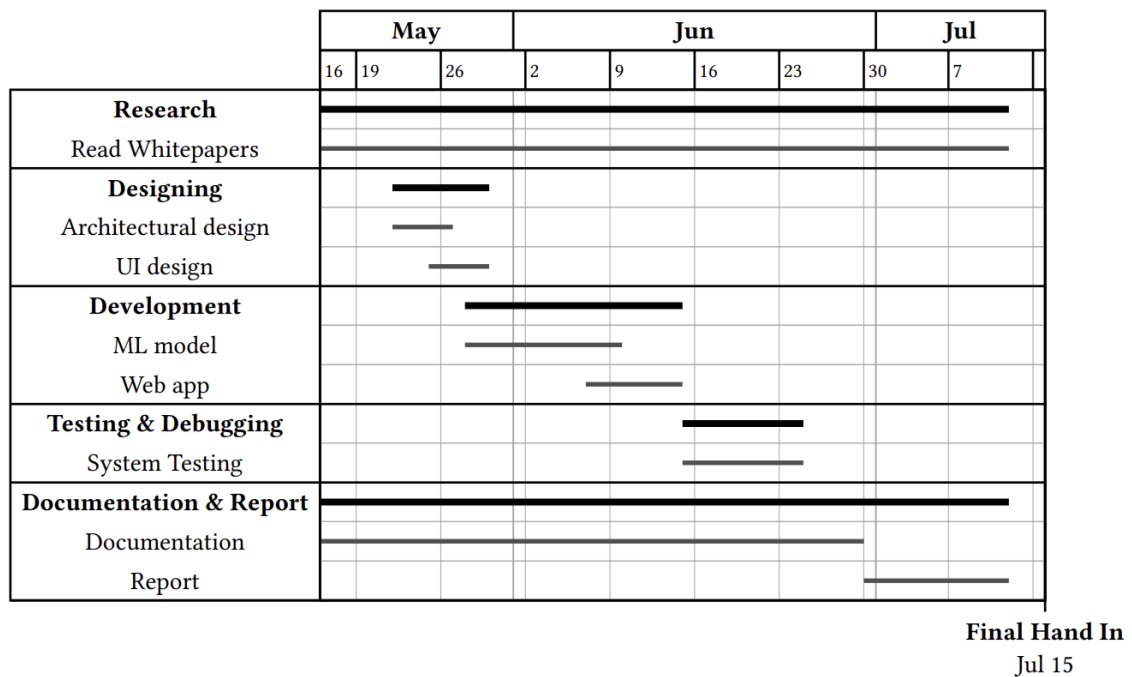 May Jun Jul
16 19 26 2 9 16 23 30 7
Research
Read Whitepapers
Designing
Architectural design
UI design
Development
ML model
Web app
Testing & Debugging
System Testing
Documentation & Report
Documentation
Report
Final Hand In
Jul 15